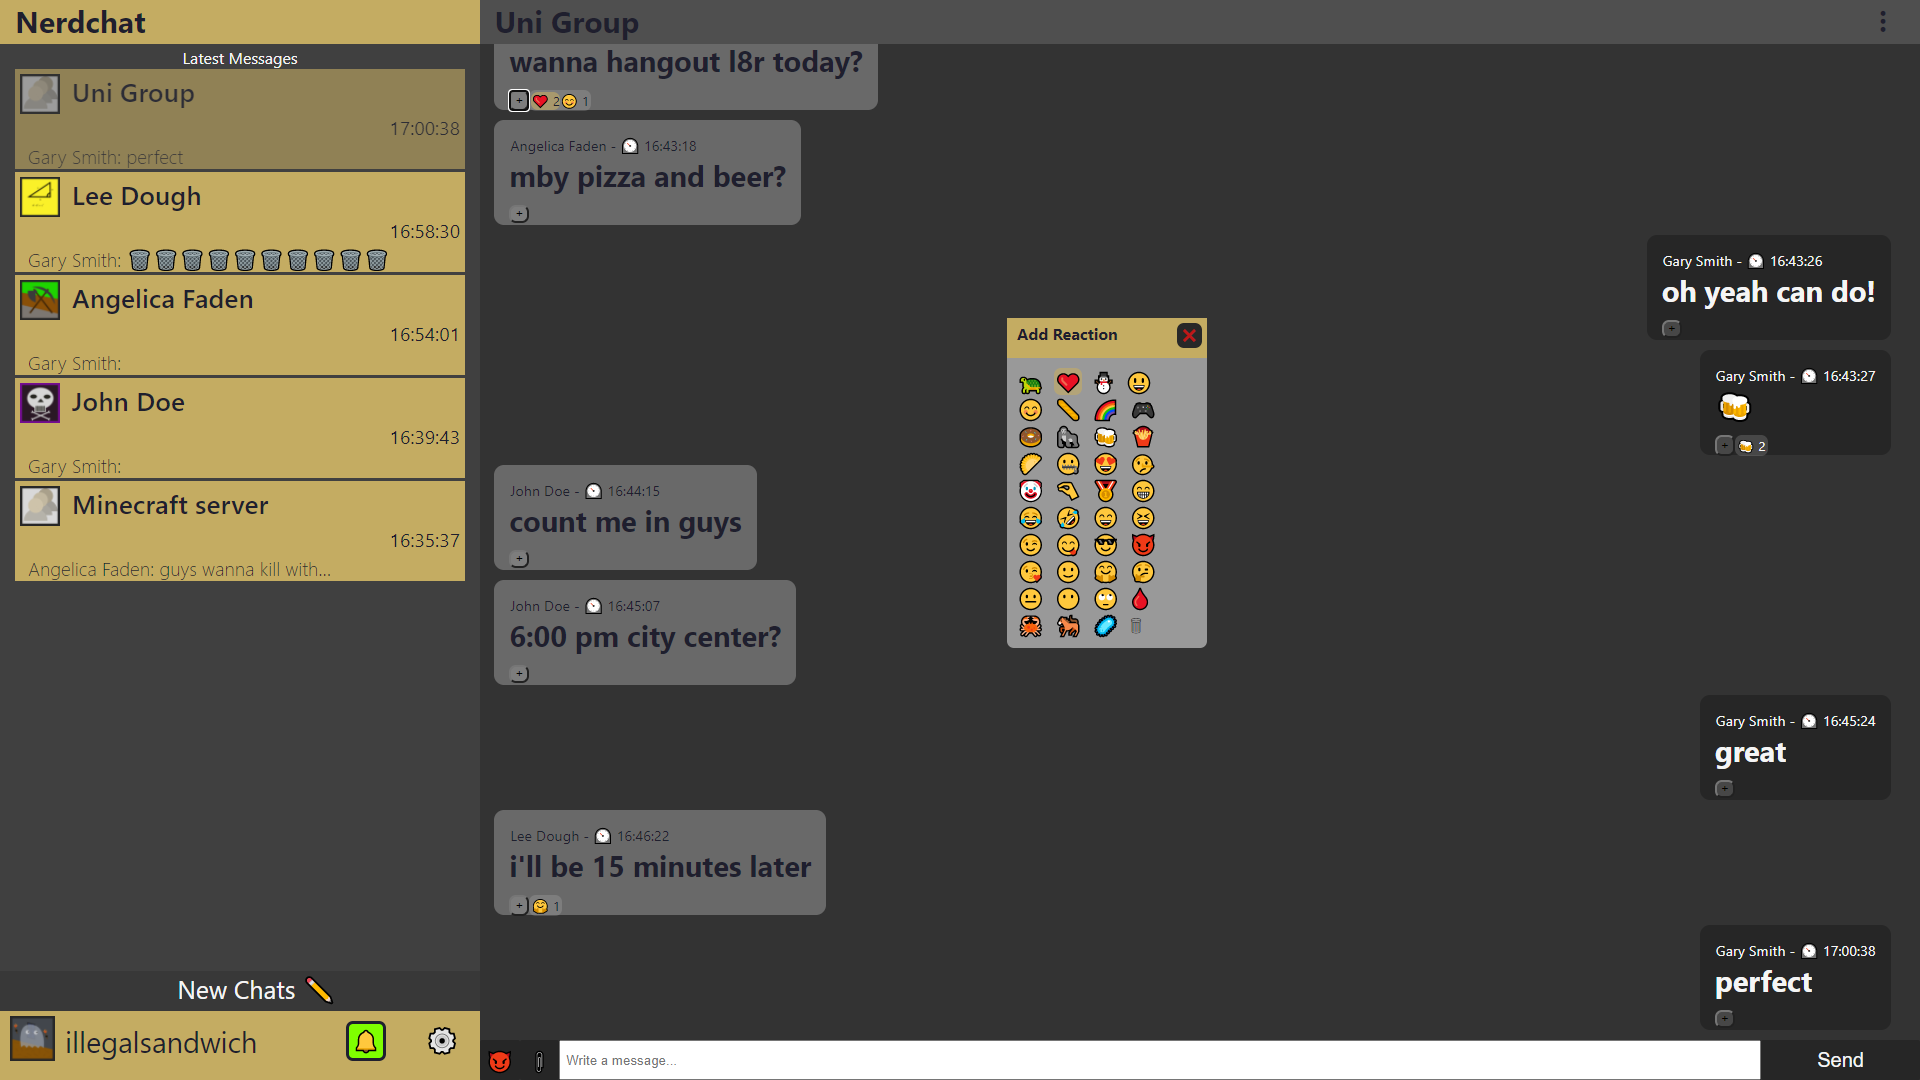 Nerdchat
Latest Messages
Uni Group
17:00:38
Gary Smith: perfect
Lee Dough
16:58:30
Gary Smith: 🗑🗑🗑🗑🗑🗑🗑🗑🗑🗑
Angelica Faden
16:54:01
Gary Smith:
John Doe
16:39:43
Gary Smith:
Minecraft server
16:35:37
Angelica Faden: guys wanna kill with...
New Chats
illegalsandwich
Uni Group
wanna hangout l8r today?
+ ❤ 2 😊 1
Angelica Faden - 16:43:18
mby pizza and beer?
+
Gary Smith - 16:43:26
oh yeah can do!
+
Gary Smith - 16:43:27
🍻
+ 🍻 2
John Doe - 16:44:15
count me in guys
+
John Doe - 16:45:07
6:00 pm city center?
+
Gary Smith - 16:45:24
great
+
Lee Dough - 16:46:22
i'll be 15 minutes later
+ 🤗 1
Gary Smith - 17:00:38
perfect
+
Add Reaction
Write a message...
Send